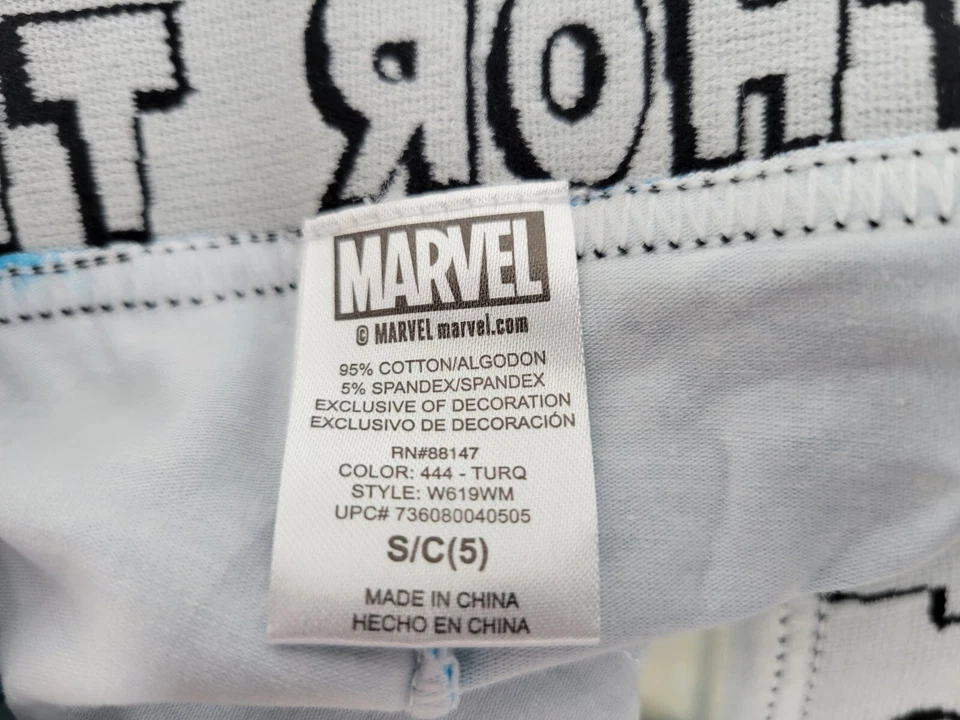 THOR T
MARVEL
© MARVEL marvel.com
95% COTTON/ALGODON
5% SPANDEX/SPANDEX
EXCLUSIVE OF DECORATION
EXCLUSIVO DE DECORACIÓN
RN#88147
COLOR: 444 - TURQ
STYLE: W619WM
UPC# 736080040505
S/C(5)
MADE IN CHINA
HECHO EN CHINA